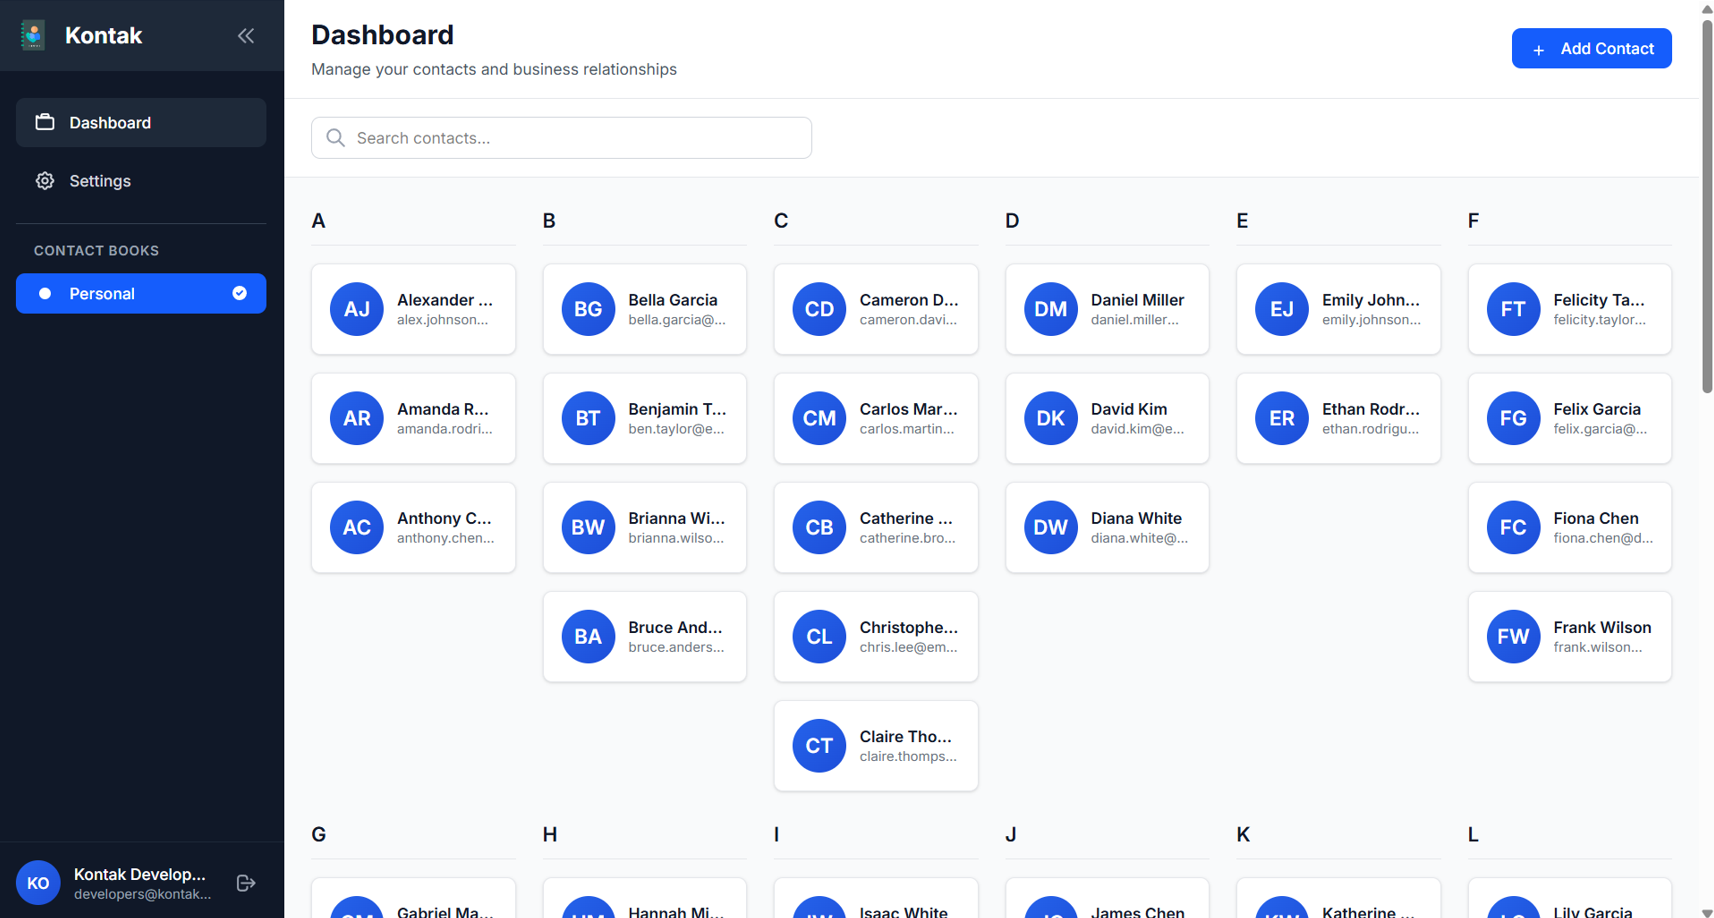 Kontak
Dashboard
Settings
CONTACT BOOKS
Personal
KO
Kontak Develop...
developers@kontak...
Dashboard
Manage your contacts and business relationships
+ Add Contact
Search contacts...
A
AJ
Alexander ...
alex.johnson...
AR
Amanda R...
amanda.rodri...
AC
Anthony C...
anthony.chen...
B
BG
Bella Garcia
bella.garcia@...
BT
Benjamin T...
ben.taylor@e...
BW
Brianna Wi...
brianna.wilso...
BA
Bruce And...
bruce.anders...
C
CD
Cameron D...
cameron.davi...
CM
Carlos Mar...
carlos.martin...
CB
Catherine ...
catherine.bro...
CL
Christophe...
chris.lee@em...
CT
Claire Tho...
claire.thomps...
D
DM
Daniel Miller
daniel.miller...
DK
David Kim
david.kim@e...
DW
Diana White
diana.white@...
E
EJ
Emily John...
emily.johnson...
ER
Ethan Rodr...
ethan.rodrigu...
F
FT
Felicity Ta...
felicity.taylor...
FG
Felix Garcia
felix.garcia@...
FC
Fiona Chen
fiona.chen@d...
FW
Frank Wilson
frank.wilson...
G
Gabriel Ma...
H
Hannah Mi...
I
Isaac White
J
James Chen
K
Katherine ...
L
Lily Garcia